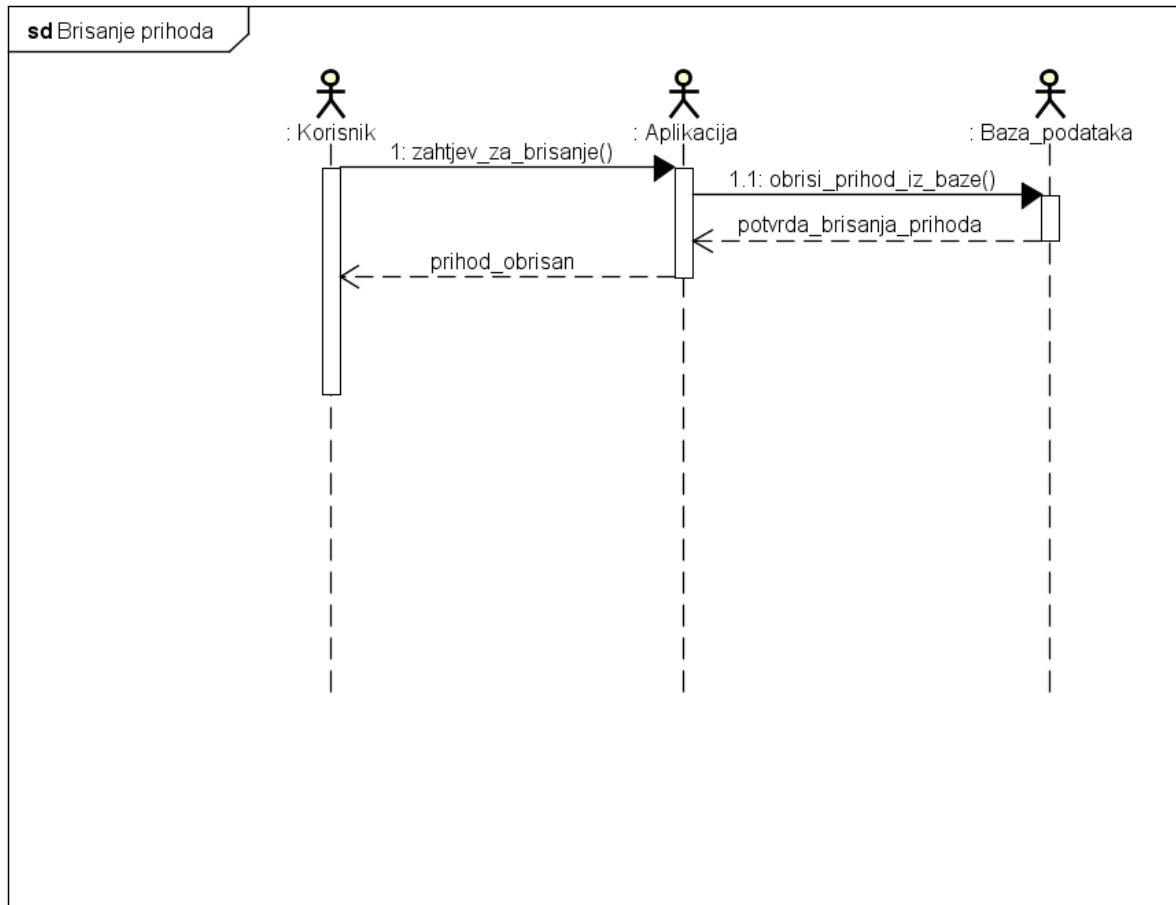 sd Brisanje prihoda
: Korisnik
: Aplikacija
: Baza_podataka
1: zahtjev_za_brisanje()
1.1: obrisi_prihod_iz_baze()
potvrda_brisanja_prihoda
prihod_obrisan